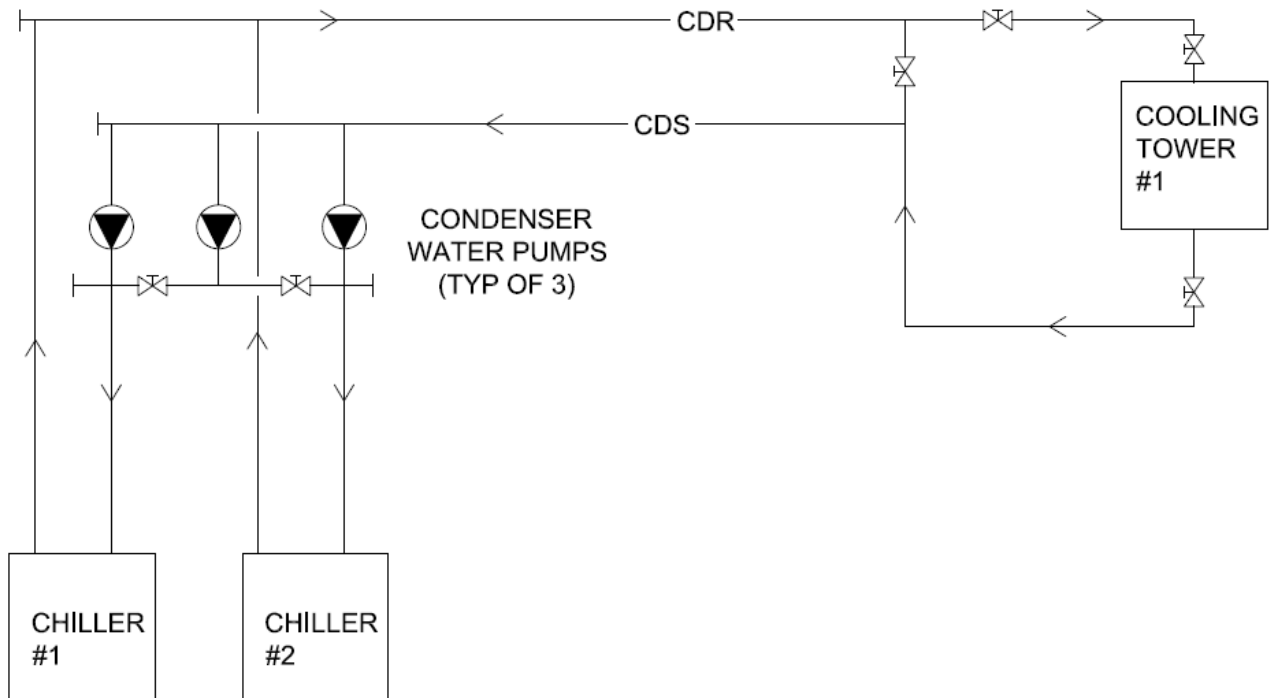 CDR
CDS
COOLING
TOWER
#1
CONDENSER
WATER PUMPS
(TYP OF 3)
CHILLER
#1
CHILLER
#2